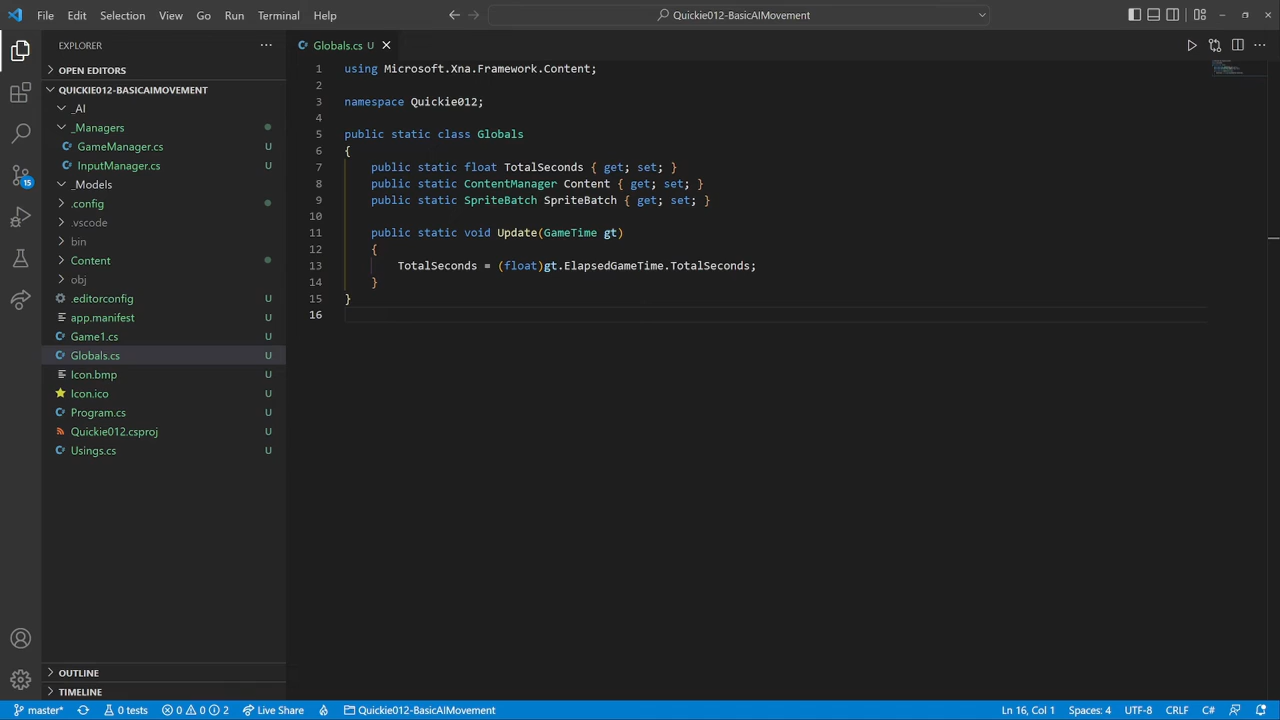 File Edit Selection View Go Run Terminal Help
Quickie012-BasicAIMovement
EXPLORER
OPEN EDITORS
QUICKIE012-BASICAIMOVEMENT
_AI
_Managers
GameManager.cs U
InputManager.cs U
_Models
.config
.vscode
bin
Content
obj
.editorconfig U
app.manifest U
Game1.cs U
Globals.cs U
Icon.bmp U
Icon.ico U
Program.cs U
Quickie012.csproj U
Usings.cs U
OUTLINE
TIMELINE
15
Globals.cs U
1 using Microsoft.Xna.Framework.Content;
2
3 namespace Quickie012;
4
5 public static class Globals
6 {
7 public static float TotalSeconds { get; set; }
8 public static ContentManager Content { get; set; }
9 public static SpriteBatch SpriteBatch { get; set; }
10
11 public static void Update(GameTime gt)
12 {
13 TotalSeconds = (float)gt.ElapsedGameTime.TotalSeconds;
14 }
15 }
16
master* 0 tests 0 0 2 Live Share Quickie012-BasicAIMovement Ln 16, Col 1 Spaces: 4 UTF-8 CRLF C#